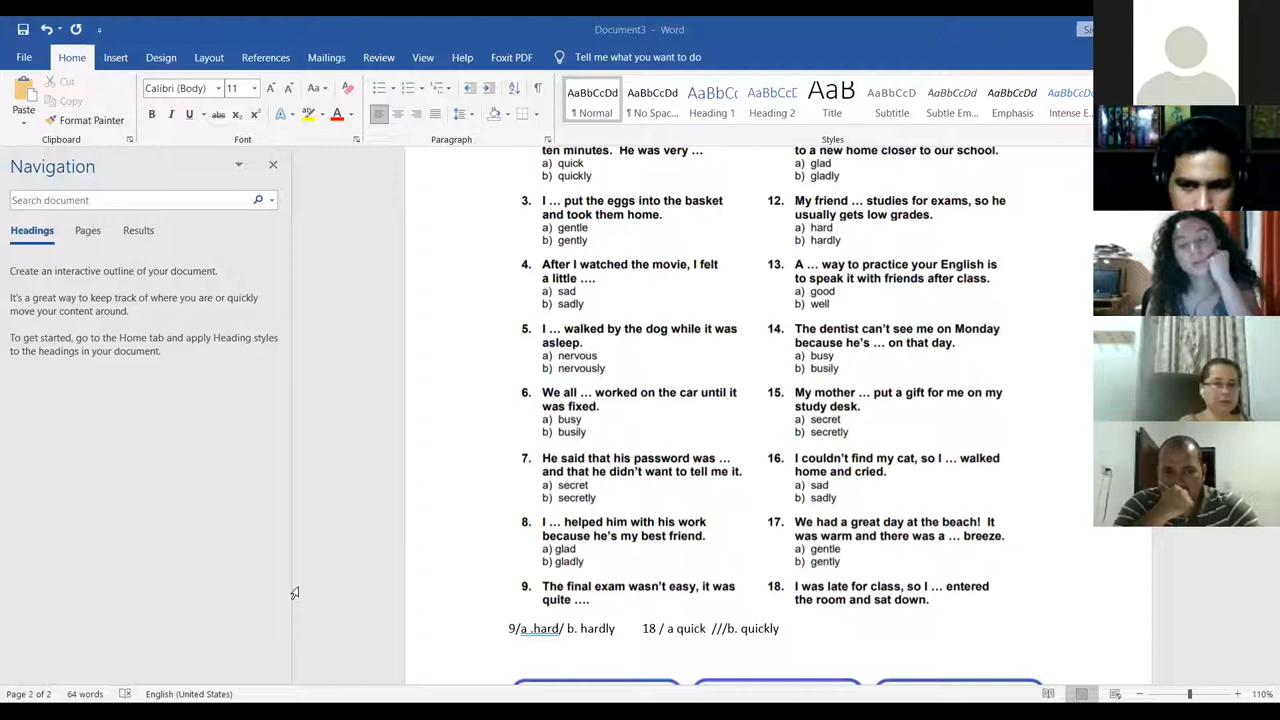 Document3 - Word
File
Home
Insert
Design
Layout
References
Mailings
Review
View
Help
Foxit PDF
Tell me what you want to do
Paste
Cut
Copy
Format Painter
Clipboard
Calibri (Body)
11
Font
Paragraph
AaBbCcDd
¶ Normal
AaBbCcDd
¶ No Spac...
AaBbCc
Heading 1
AaBbCcD
Heading 2
AaB
Title
AaBbCcD
Subtitle
AaBbCcDd
Subtle Em...
AaBbCcDd
Emphasis
AaBbCcDd
Intense E...
Styles
Navigation
Search document
Headings
Pages
Results
Create an interactive outline of your document.
It's a great way to keep track of where you are or quickly
move your content around.
To get started, go to the Home tab and apply Heading styles
to the headings in your document.
ten minutes. He was very …
a) quick
b) quickly
3. I … put the eggs into the basket
and took them home.
a) gentle
b) gently
4. After I watched the movie, I felt
a little ….
a) sad
b) sadly
5. I … walked by the dog while it was
asleep.
a) nervous
b) nervously
6. We all … worked on the car until it
was fixed.
a) busy
b) busily
7. He said that his password was …
and that he didn't want to tell me it.
a) secret
b) secretly
8. I … helped him with his work
because he's my best friend.
a) glad
b) gladly
9. The final exam wasn't easy, it was
quite ….
to a new home closer to our school.
a) glad
b) gladly
12. My friend … studies for exams, so he
usually gets low grades.
a) hard
b) hardly
13. A … way to practice your English is
to speak it with friends after class.
a) good
b) well
14. The dentist can't see me on Monday
because he's … on that day.
a) busy
b) busily
15. My mother … put a gift for me on my
study desk.
a) secret
b) secretly
16. I couldn't find my cat, so I … walked
home and cried.
a) sad
b) sadly
17. We had a great day at the beach! It
was warm and there was a … breeze.
a) gentle
b) gently
18. I was late for class, so I … entered
the room and sat down.
9/a .hard/ b. hardly 18 / a quick ///b. quickly
Page 2 of 2
64 words
English (United States)
110%